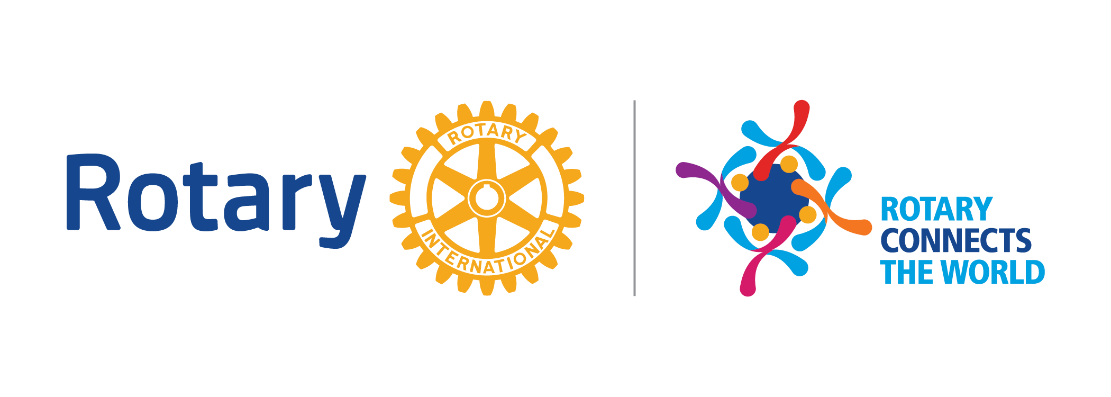 Rotary
ROTARY
INTERNATIONAL
ROTARY
CONNECTS
THE WORLD